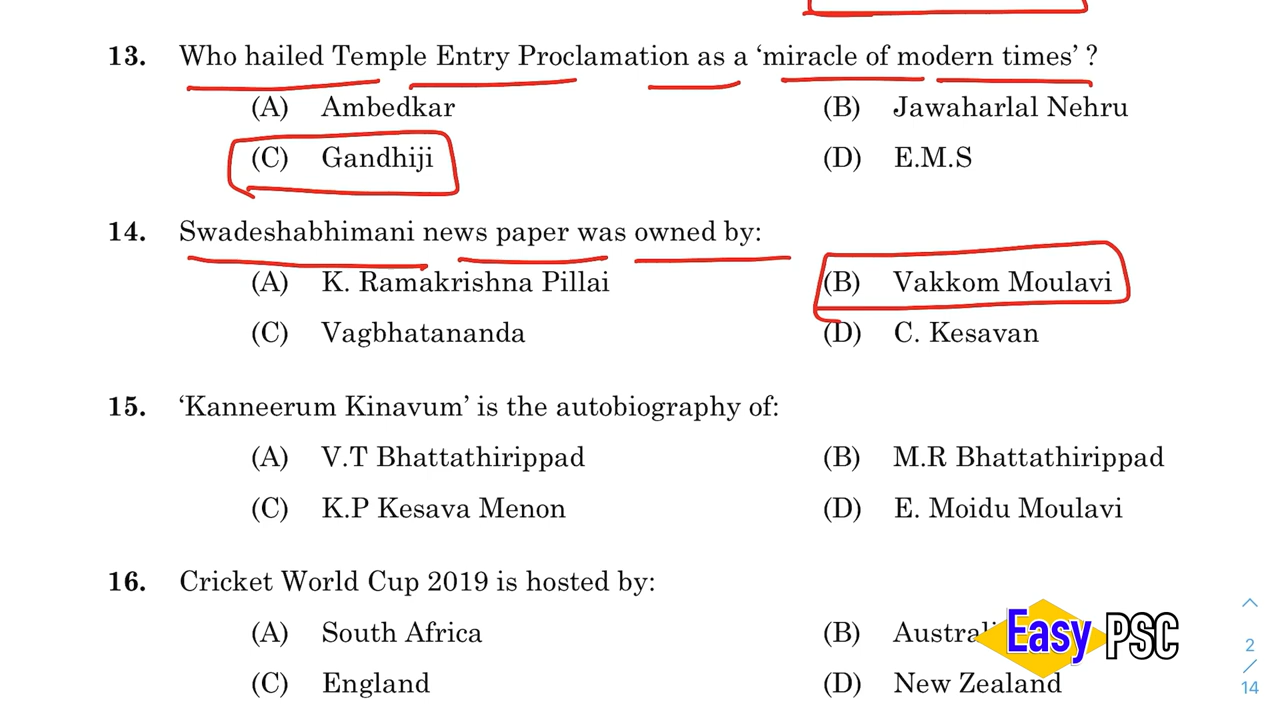 13. Who hailed Temple Entry Proclamation as a ‘miracle of modern times’ ?
(A) Ambedkar (B) Jawaharlal Nehru
(C) Gandhiji (D) E.M.S
14. Swadeshabhimani news paper was owned by:
(A) K. Ramakrishna Pillai (B) Vakkom Moulavi
(C) Vagbhatananda (D) C. Kesavan
15. ‘Kanneerum Kinavum’ is the autobiography of:
(A) V.T Bhattathirippad (B) M.R Bhattathirippad
(C) K.P Kesava Menon (D) E. Moidu Moulavi
16. Cricket World Cup 2019 is hosted by:
(A) South Africa (B)
Easy PSC
(C) England (D) New Zealand
2
/
14